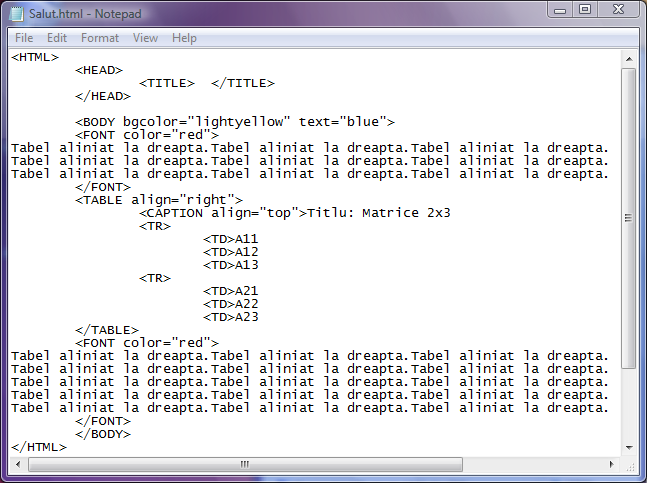 Salut.html - Notepad
File Edit Format View Help
<HTML>
<HEAD>
<TITLE>  </TITLE>
</HEAD>
<BODY bgcolor="lightyellow" text="blue">
<FONT color="red">
Tabel aliniat la dreapta.Tabel aliniat la dreapta.Tabel aliniat la dreapta.
Tabel aliniat la dreapta.Tabel aliniat la dreapta.Tabel aliniat la dreapta.
Tabel aliniat la dreapta.Tabel aliniat la dreapta.Tabel aliniat la dreapta.
</FONT>
<TABLE align="right">
<CAPTION align="top">Titlu: Matrice 2x3
<TR>
<TD>A11
<TD>A12
<TD>A13
<TR>
<TD>A21
<TD>A22
<TD>A23
</TABLE>
<FONT color="red">
Tabel aliniat la dreapta.Tabel aliniat la dreapta.Tabel aliniat la dreapta.
Tabel aliniat la dreapta.Tabel aliniat la dreapta.Tabel aliniat la dreapta.
Tabel aliniat la dreapta.Tabel aliniat la dreapta.Tabel aliniat la dreapta.
Tabel aliniat la dreapta.Tabel aliniat la dreapta.Tabel aliniat la dreapta.
Tabel aliniat la dreapta.Tabel aliniat la dreapta.Tabel aliniat la dreapta.
</FONT>
</BODY>
</HTML>